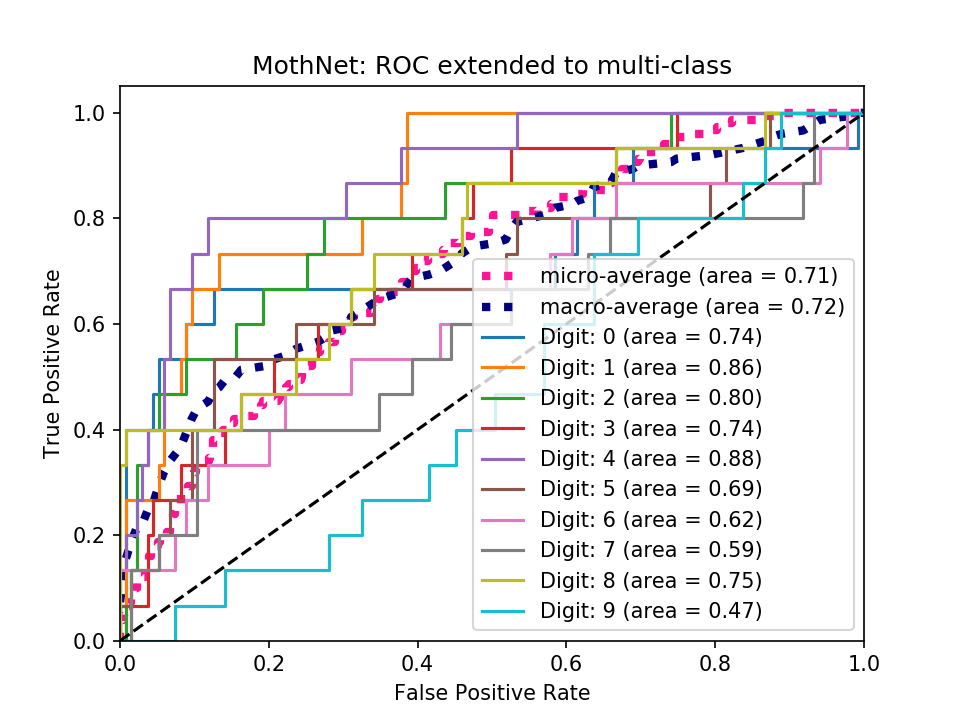 MothNet: ROC extended to multi-class
1.0
0.8
0.6
0.4
0.2
0.0
True Positive Rate
micro-average (area = 0.71)
macro-average (area = 0.72)
Digit: 0 (area = 0.74)
Digit: 1 (area = 0.86)
Digit: 2 (area = 0.80)
Digit: 3 (area = 0.74)
Digit: 4 (area = 0.88)
Digit: 5 (area = 0.69)
Digit: 6 (area = 0.62)
Digit: 7 (area = 0.59)
Digit: 8 (area = 0.75)
Digit: 9 (area = 0.47)
0.0 0.2 0.4 0.6 0.8 1.0
False Positive Rate